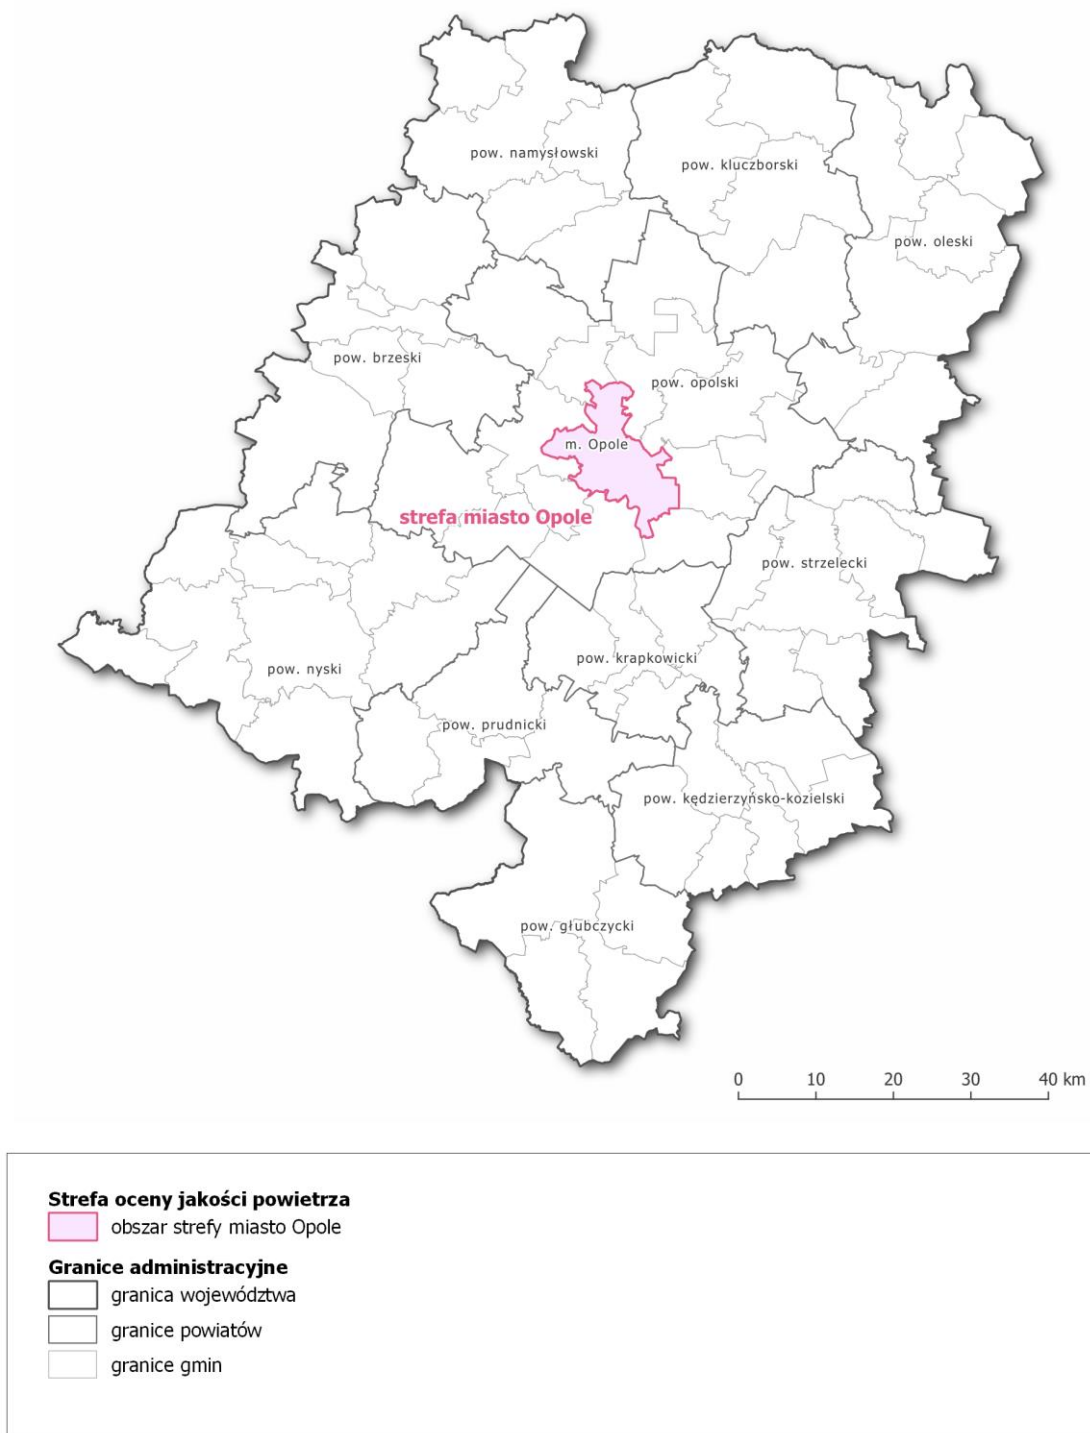 pow. namysłowski
pow. kluczborski
pow. oleski
pow. brzeski
pow. opolski
m. Opole
strefa miasto Opole
pow. strzelecki
pow. nyski
pow. krapkowicki
pow. prudnicki
pow. kędzierzyńsko-kozielski
pow. głubczycki
0 10 20 30 40 km
Strefa oceny jakości powietrza
obszar strefy miasto Opole
Granice administracyjne
granica województwa
granice powiatów
granice gmin